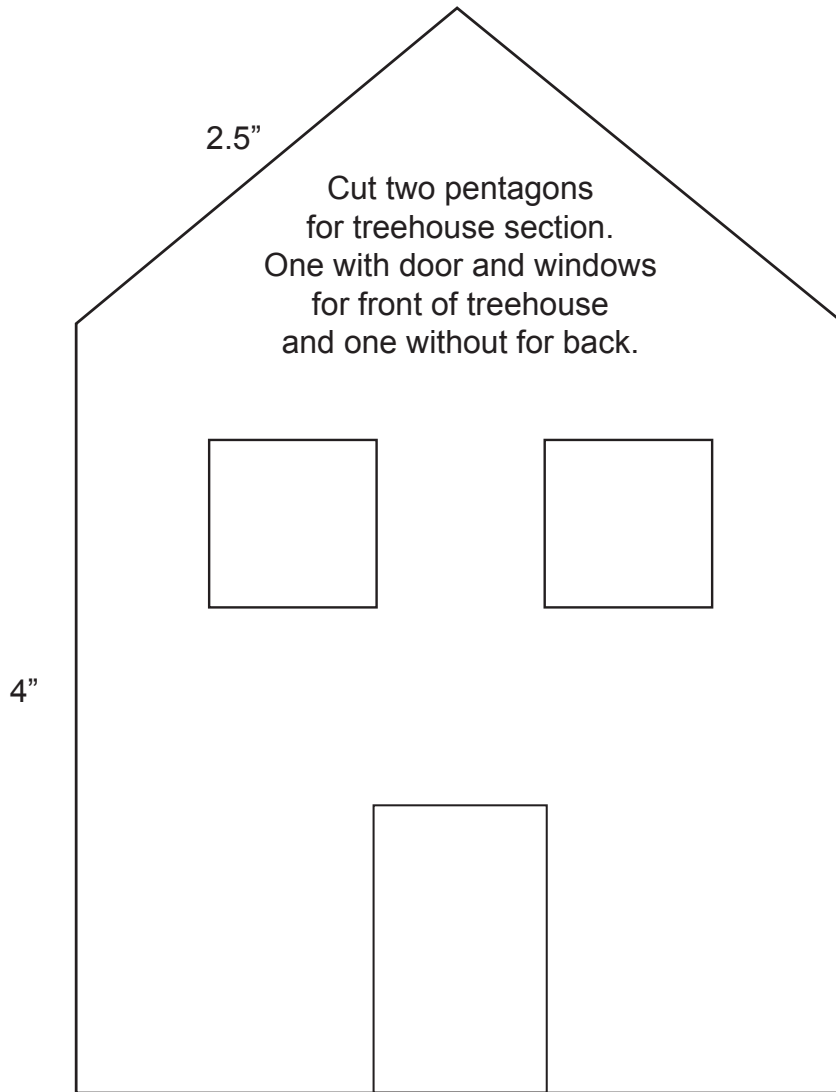 2.5”
Cut two pentagons
for treehouse section.
One with door and windows
for front of treehouse
and one without for back.
4”